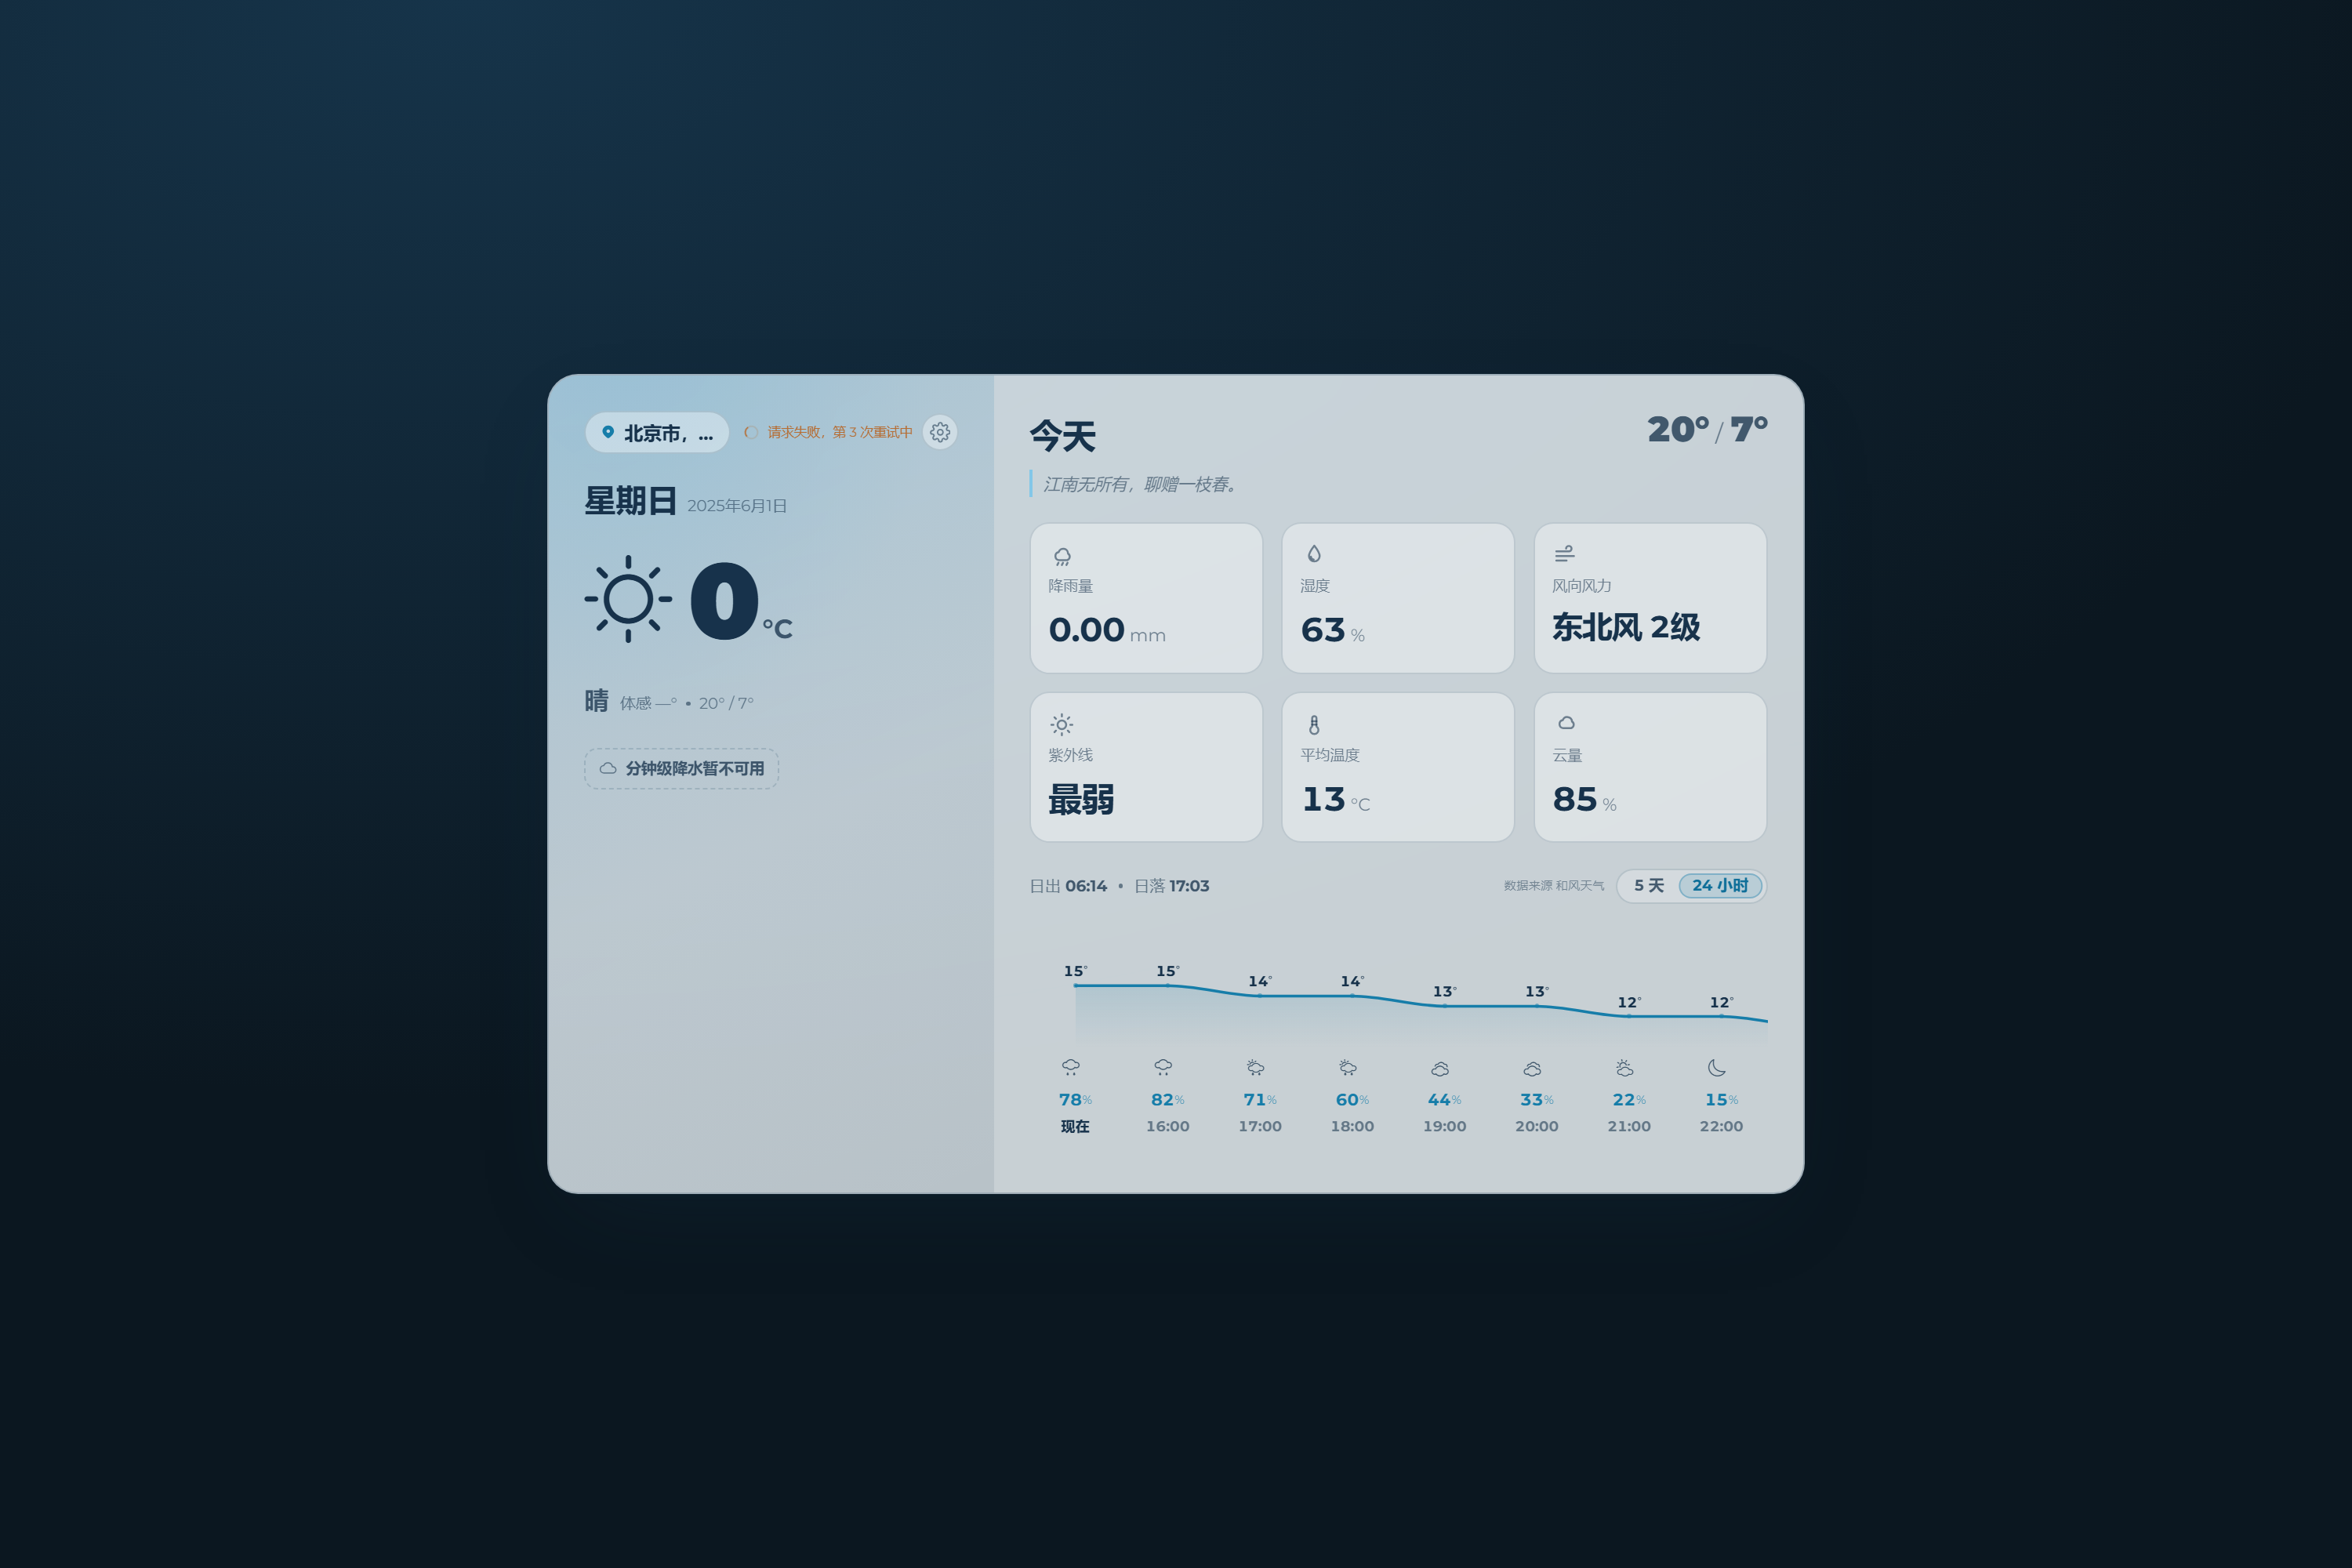 北京市，...
请求失败，第 3 次重试中
星期日 2025年6月1日
0 °C
晴 体感 —° • 20° / 7°
分钟级降水暂不可用
今天
20° / 7°
江南无所有，聊赠一枝春。
降雨量
0.00 mm
湿度
63 %
风向风力
东北风 2级
紫外线
最弱
平均温度
13 °C
云量
85 %
日出 06:14 • 日落 17:03
数据来源 和风天气
5 天 24 小时
15° 15° 14° 14° 13° 13° 12° 12°
78% 82% 71% 60% 44% 33% 22% 15%
现在 16:00 17:00 18:00 19:00 20:00 21:00 22:00